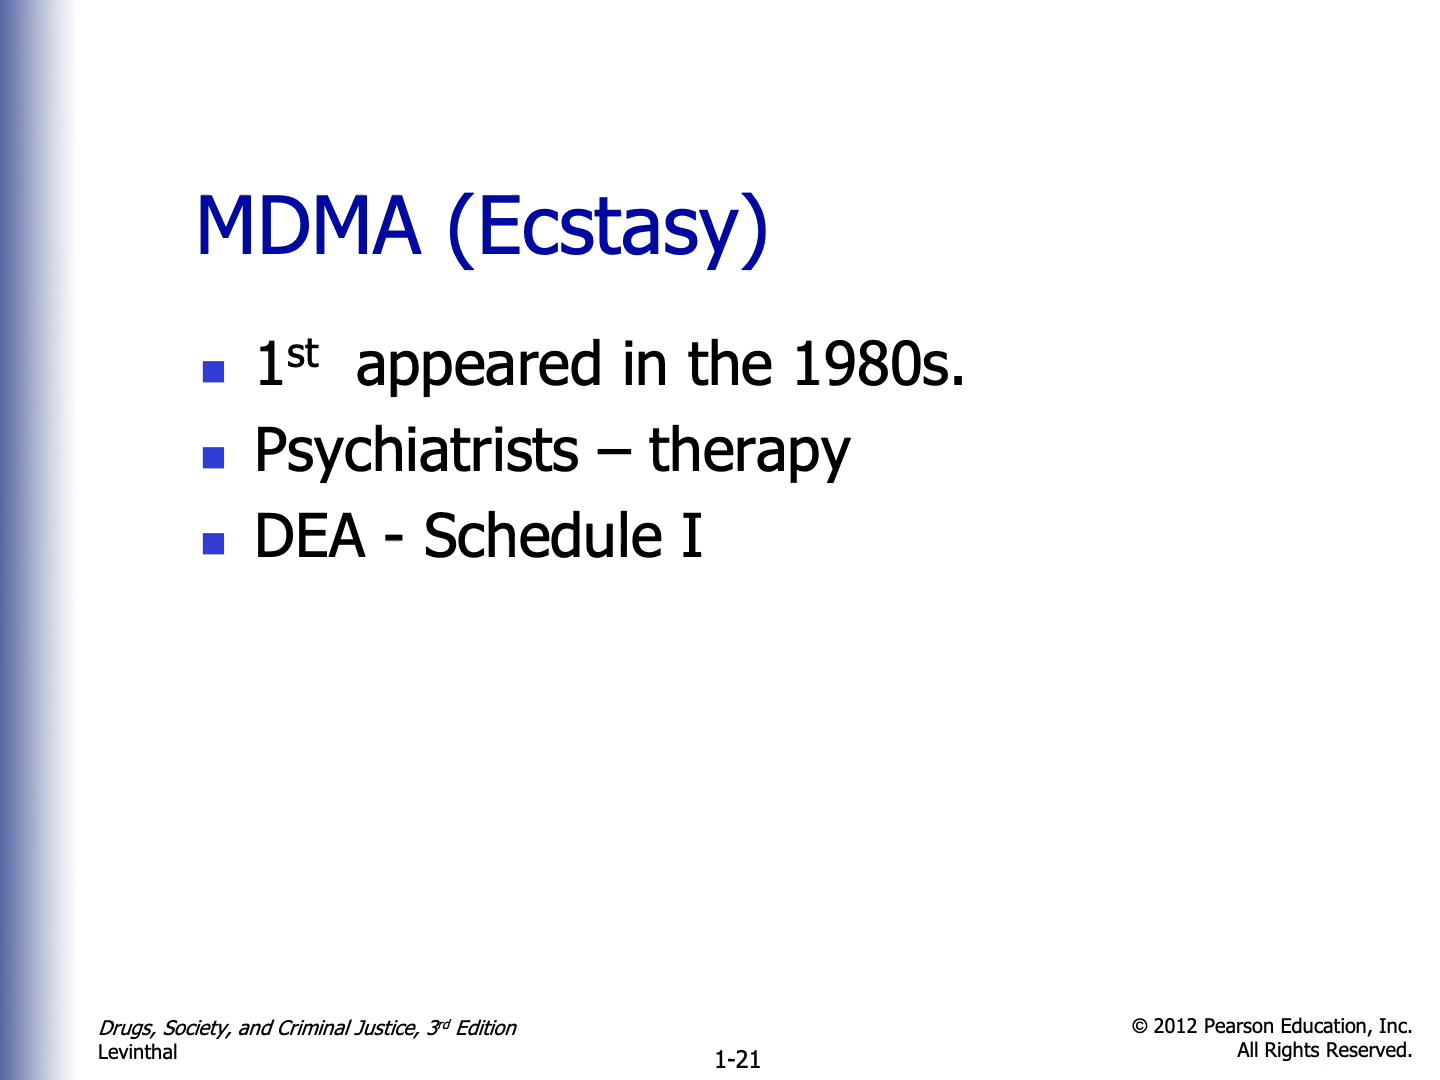 MDMA (Ecstasy)
1st appeared in the 1980s.
Psychiatrists – therapy
DEA - Schedule I
Drugs, Society, and Criminal Justice, 3rd Edition
Levinthal
1-21
© 2012 Pearson Education, Inc.
All Rights Reserved.